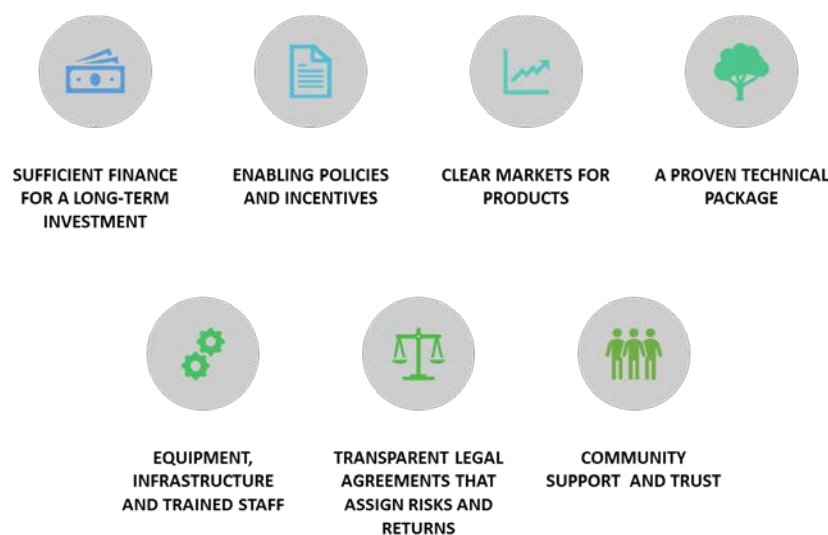 SUFFICIENT FINANCE
FOR A LONG-TERM
INVESTMENT
ENABLING POLICIES
AND INCENTIVES
CLEAR MARKETS FOR
PRODUCTS
A PROVEN TECHNICAL
PACKAGE
EQUIPMENT,
INFRASTRUCTURE
AND TRAINED STAFF
TRANSPARENT LEGAL
AGREEMENTS THAT
ASSIGN RISKS AND
RETURNS
COMMUNITY
SUPPORT AND TRUST